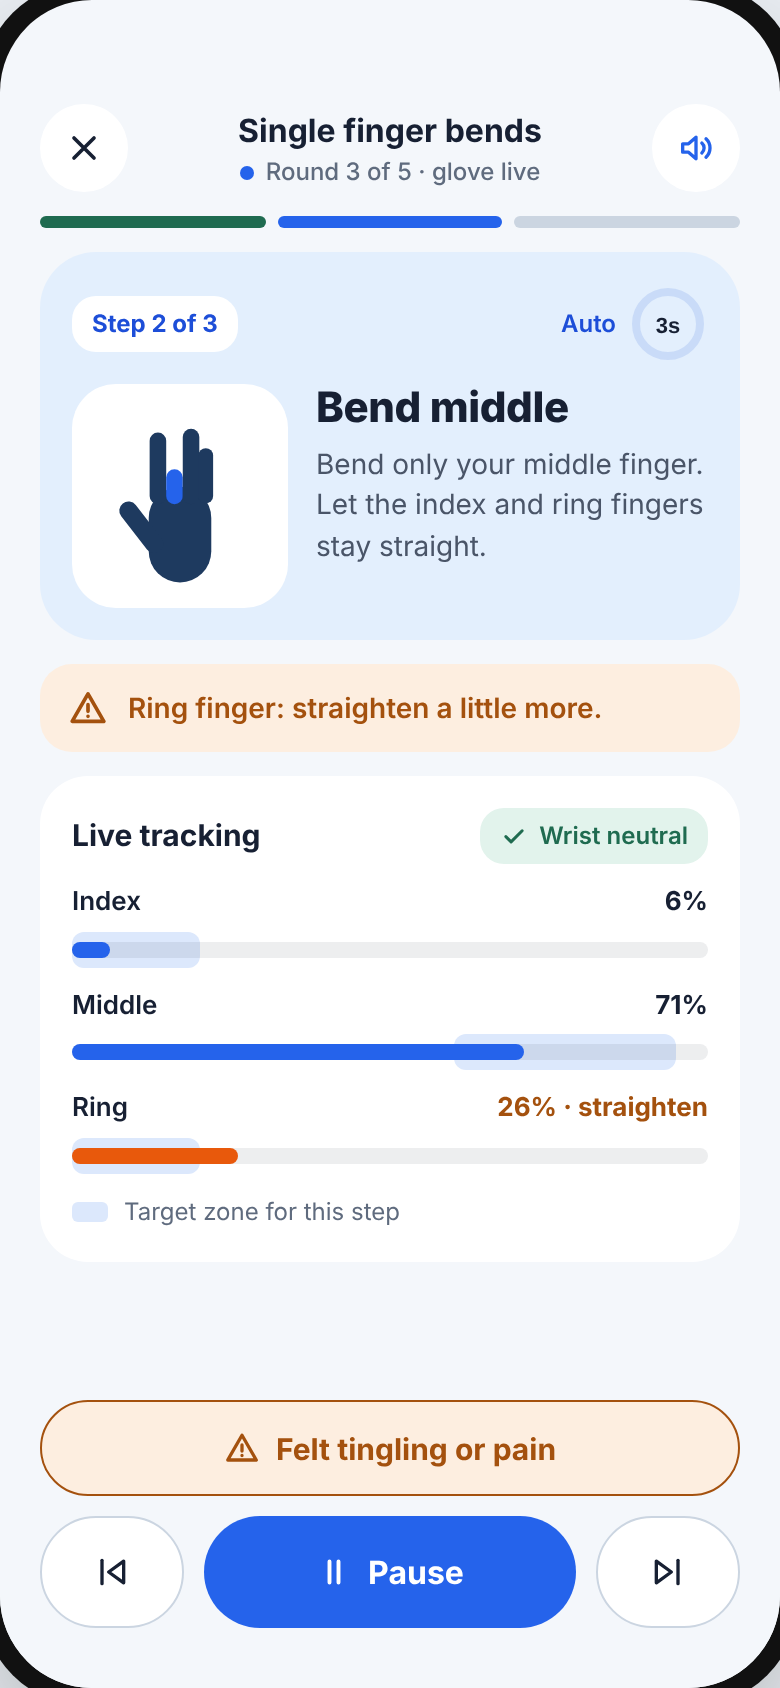 Single finger bends
Round 3 of 5 · glove live
Step 2 of 3
Auto
3s
Bend middle
Bend only your middle finger.
Let the index and ring fingers
stay straight.
Ring finger: straighten a little more.
Live tracking
Wrist neutral
Index
6%
Middle
71%
Ring
26% · straighten
Target zone for this step
Felt tingling or pain
Pause